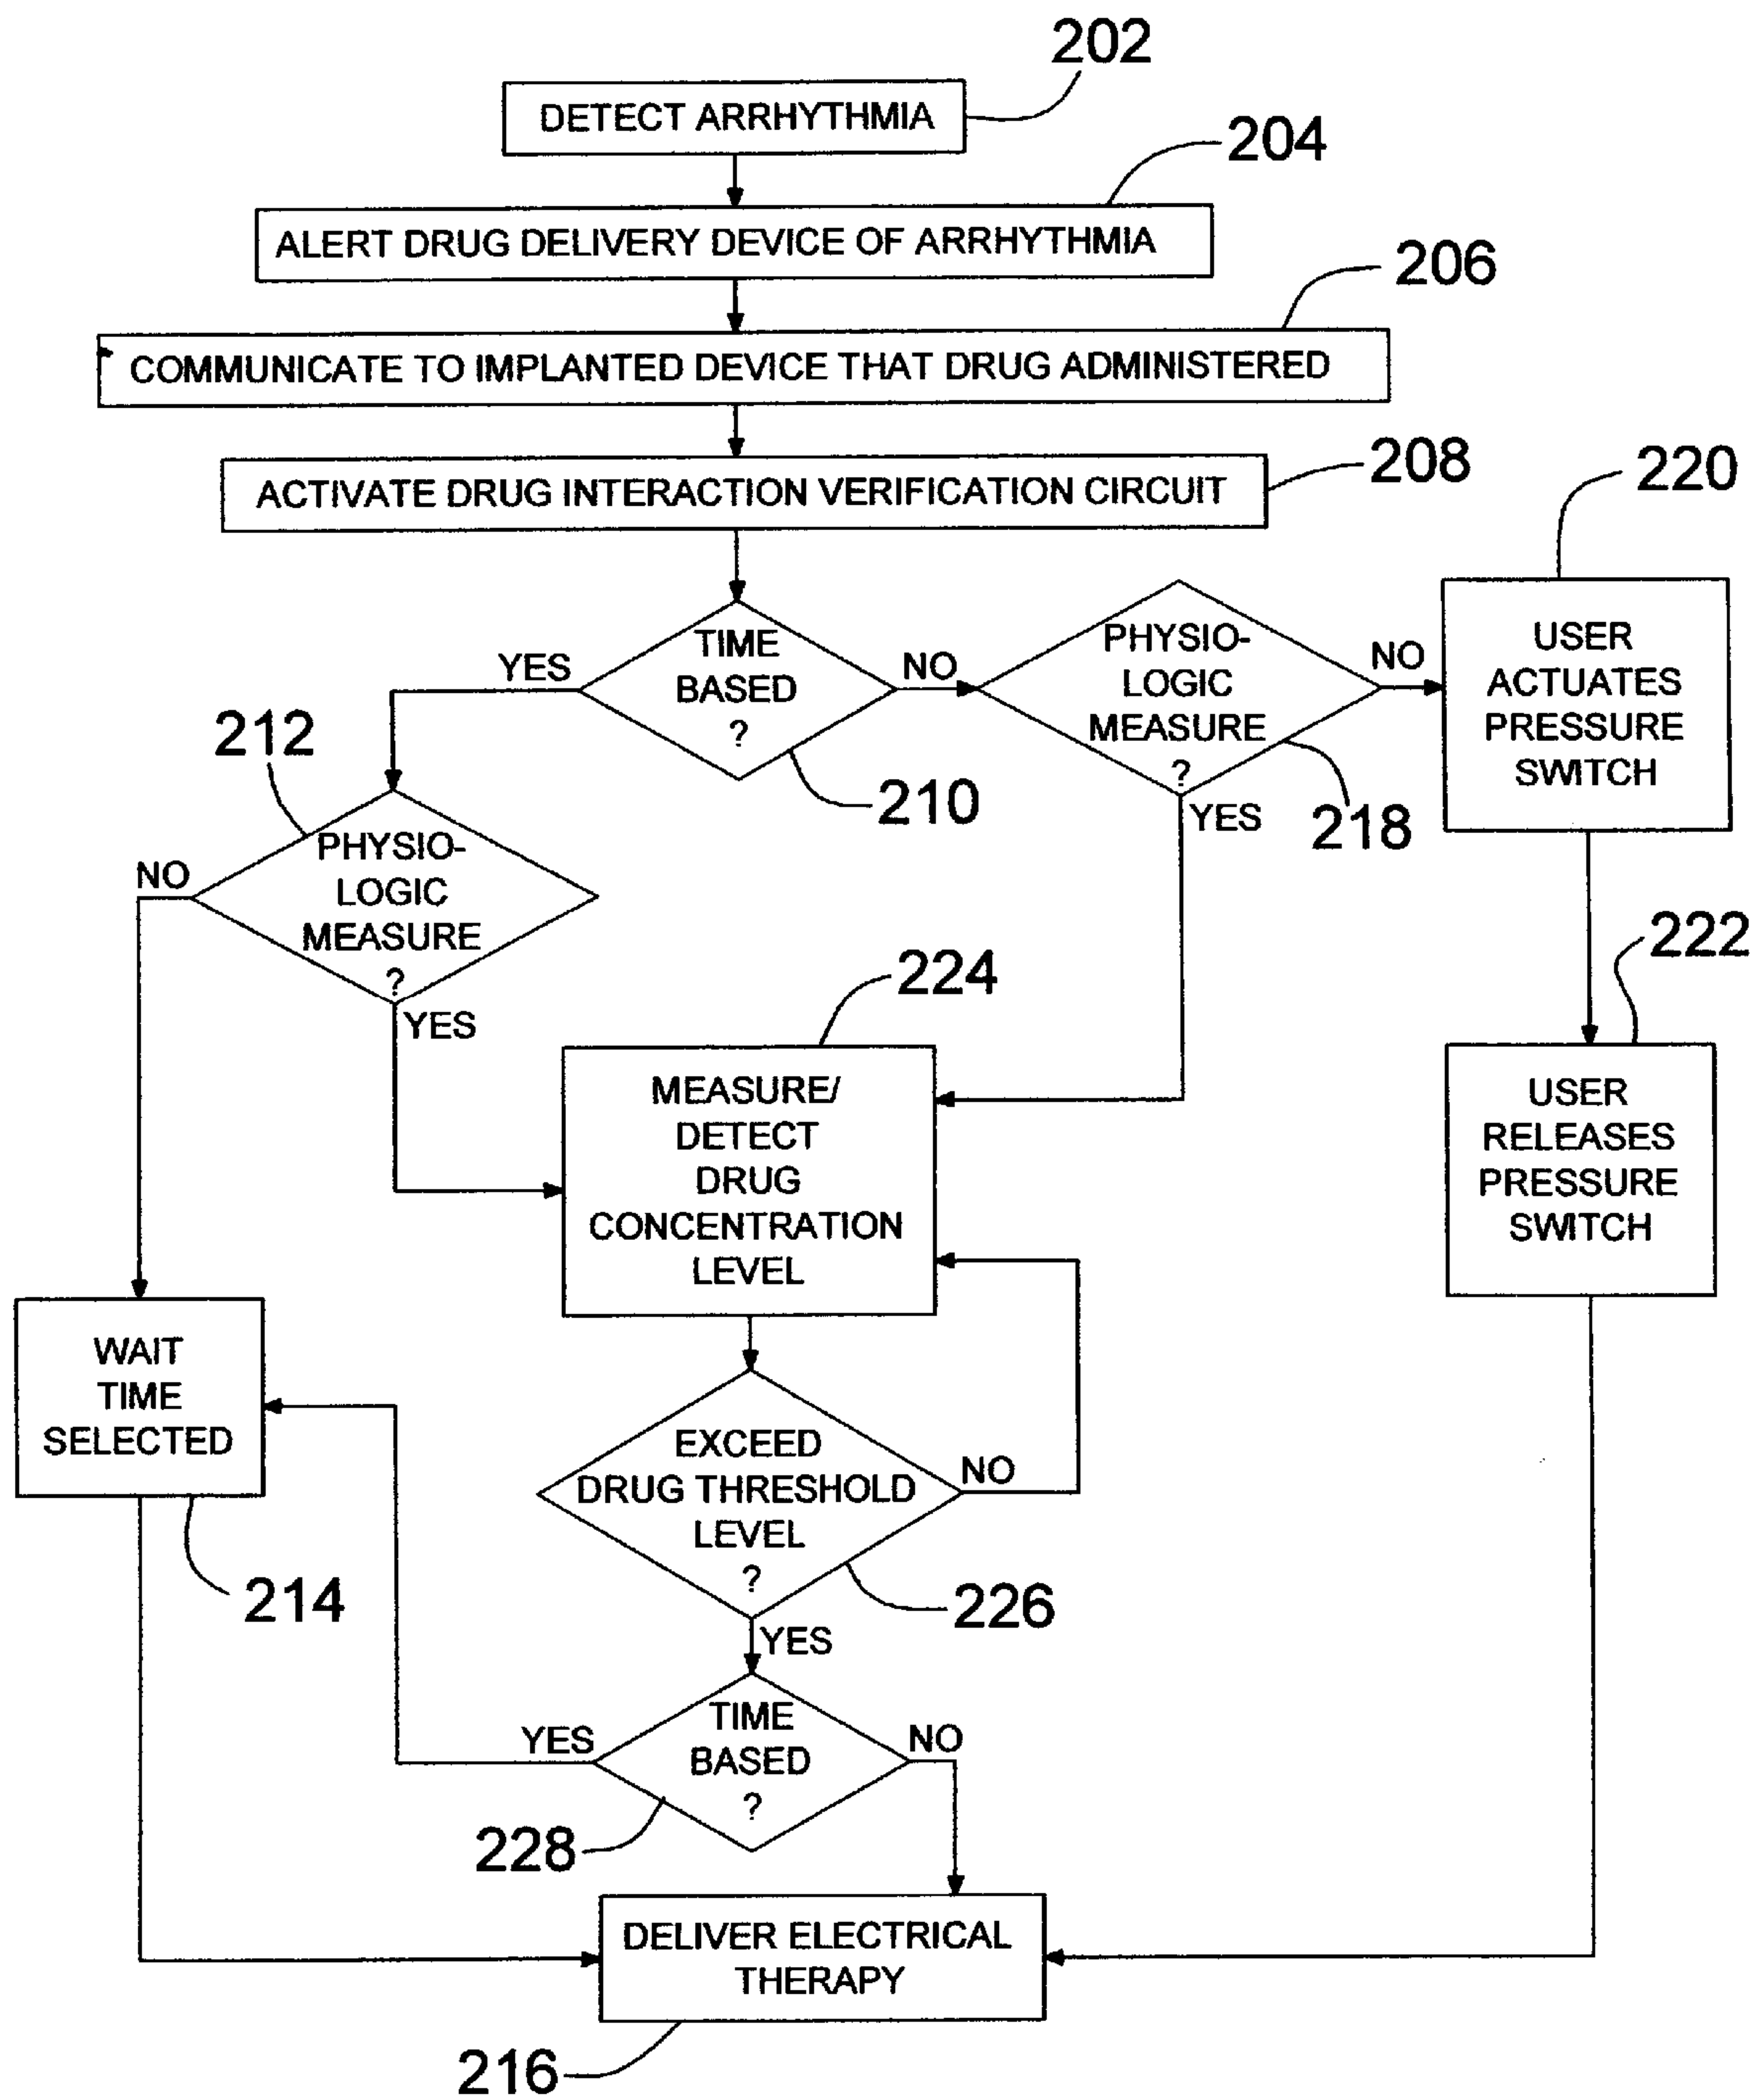 202
DETECT ARRHYTHMIA
204
ALERT DRUG DELIVERY DEVICE OF ARRHYTHMIA
206
COMMUNICATE TO IMPLANTED DEVICE THAT DRUG ADMINISTERED
208
ACTIVATE DRUG INTERACTION VERIFICATION CIRCUIT
220
TIME
BASED
?
YES
NO
210
PHYSIO-
LOGIC
MEASURE
?
NO
YES
218
USER
ACTUATES
PRESSURE
SWITCH
212
PHYSIO-
LOGIC
MEASURE
?
NO
YES
222
224
MEASURE/
DETECT
DRUG
CONCENTRATION
LEVEL
USER
RELEASES
PRESSURE
SWITCH
WAIT
TIME
SELECTED
214
EXCEED
DRUG THRESHOLD
LEVEL
?
NO
226
YES
TIME
BASED
?
YES
NO
228
DELIVER ELECTRICAL
THERAPY
216